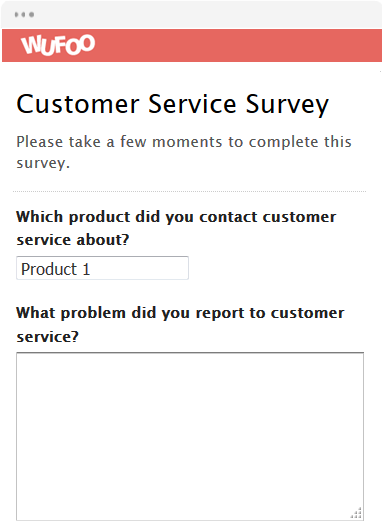 WUFOO
Customer Service Survey
Please take a few moments to complete this
survey.
Which product did you contact customer
service about?
Product 1
What problem did you report to customer
service?